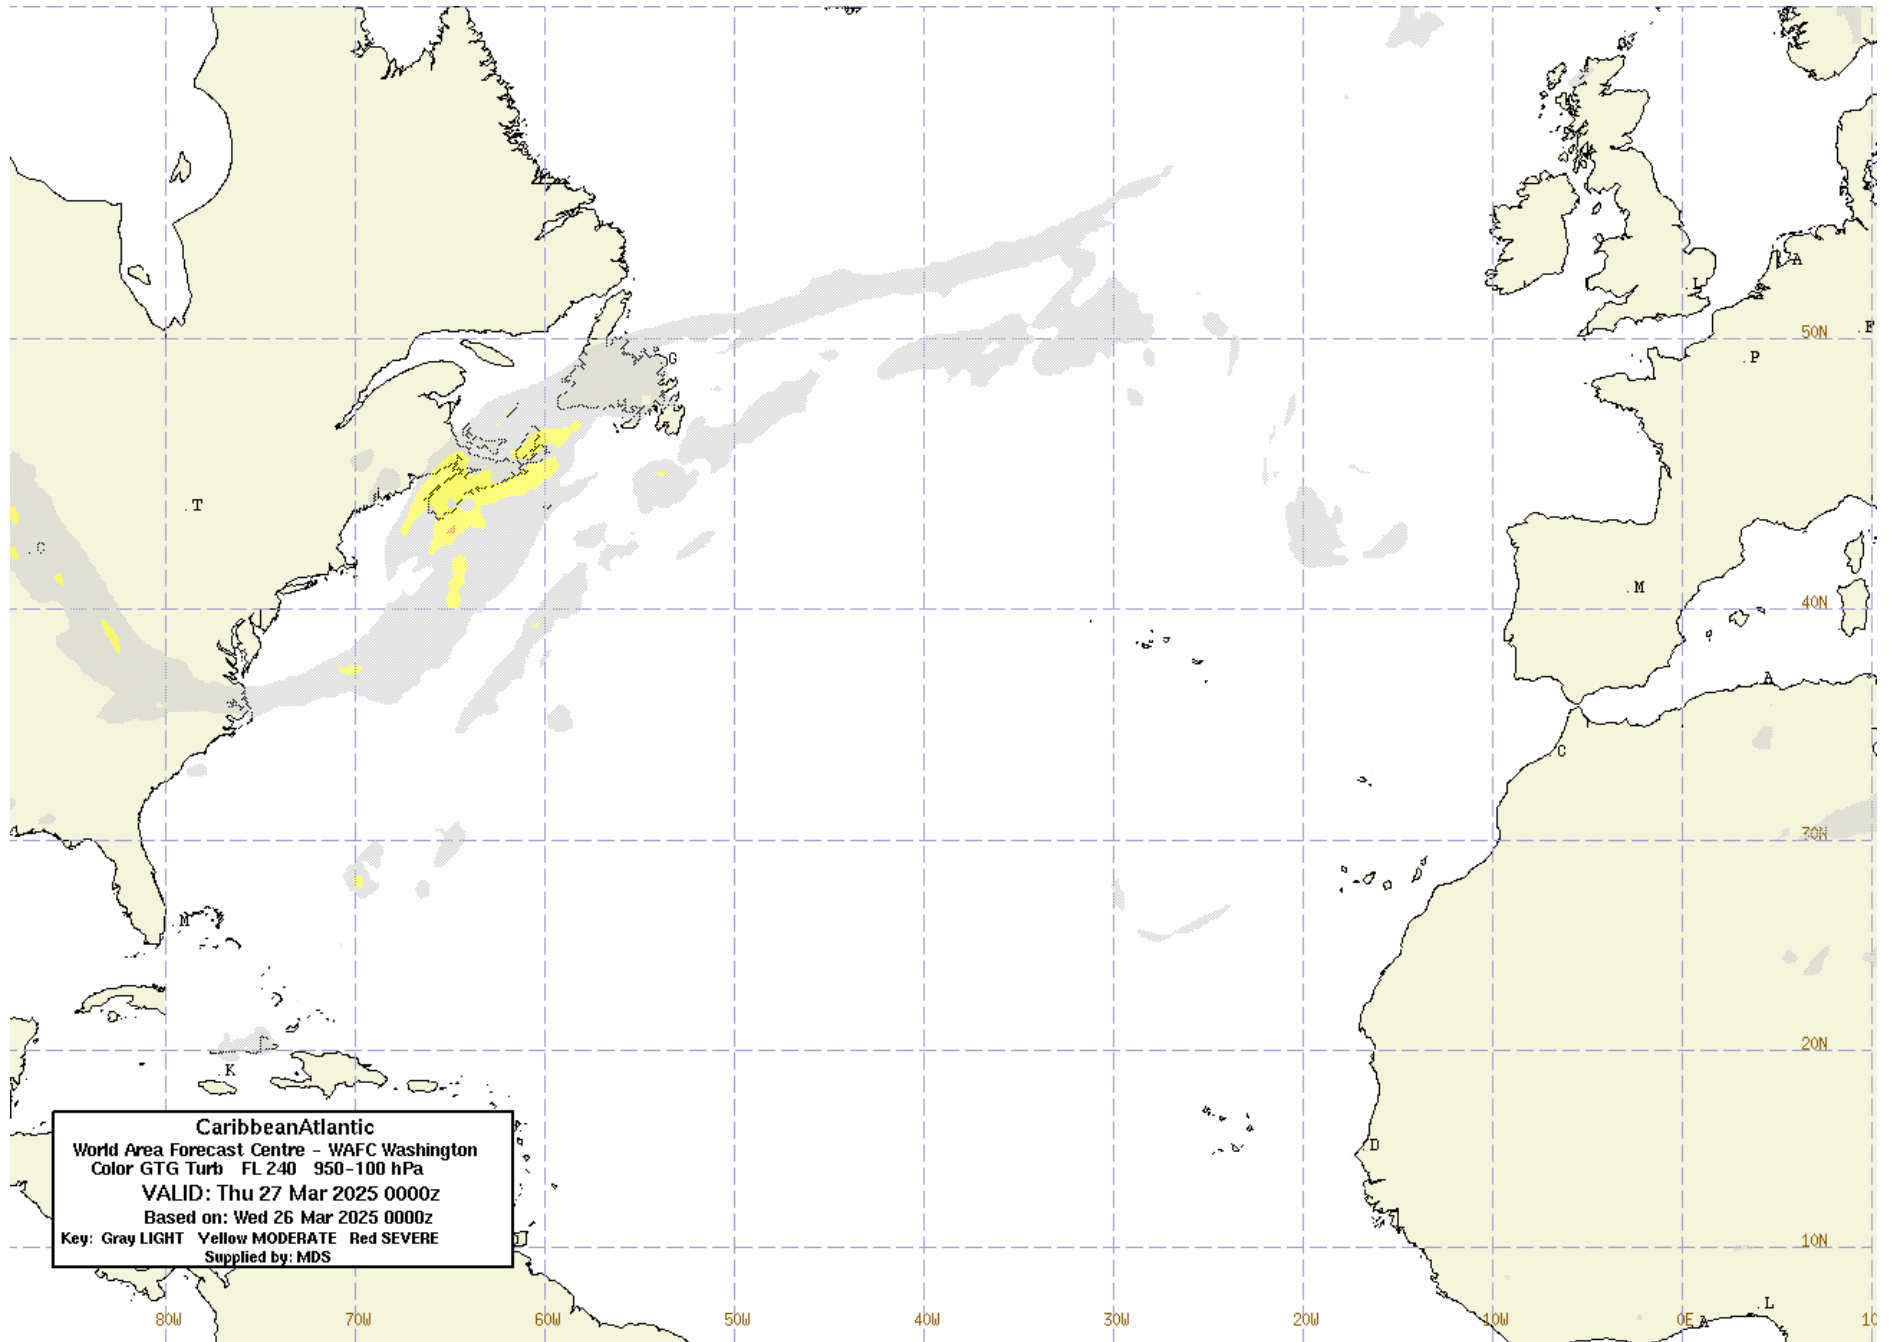 A
L
F
50N
P
G
T
C
M
40N
A
C
30N
M
20N
K
CaribbeanAtlantic
World Area Forecast Centre - WAFC Washington
Color GTG Turb FL 240 950-100 hPa
VALID: Thu 27 Mar 2025 0000z
Based on: Wed 26 Mar 2025 0000z
Key: Gray LIGHT Yellow MODERATE Red SEVERE
Supplied by: MDS
D
10N
L
A
80W 70W 60W 50W 40W 30W 20W 10W 0E